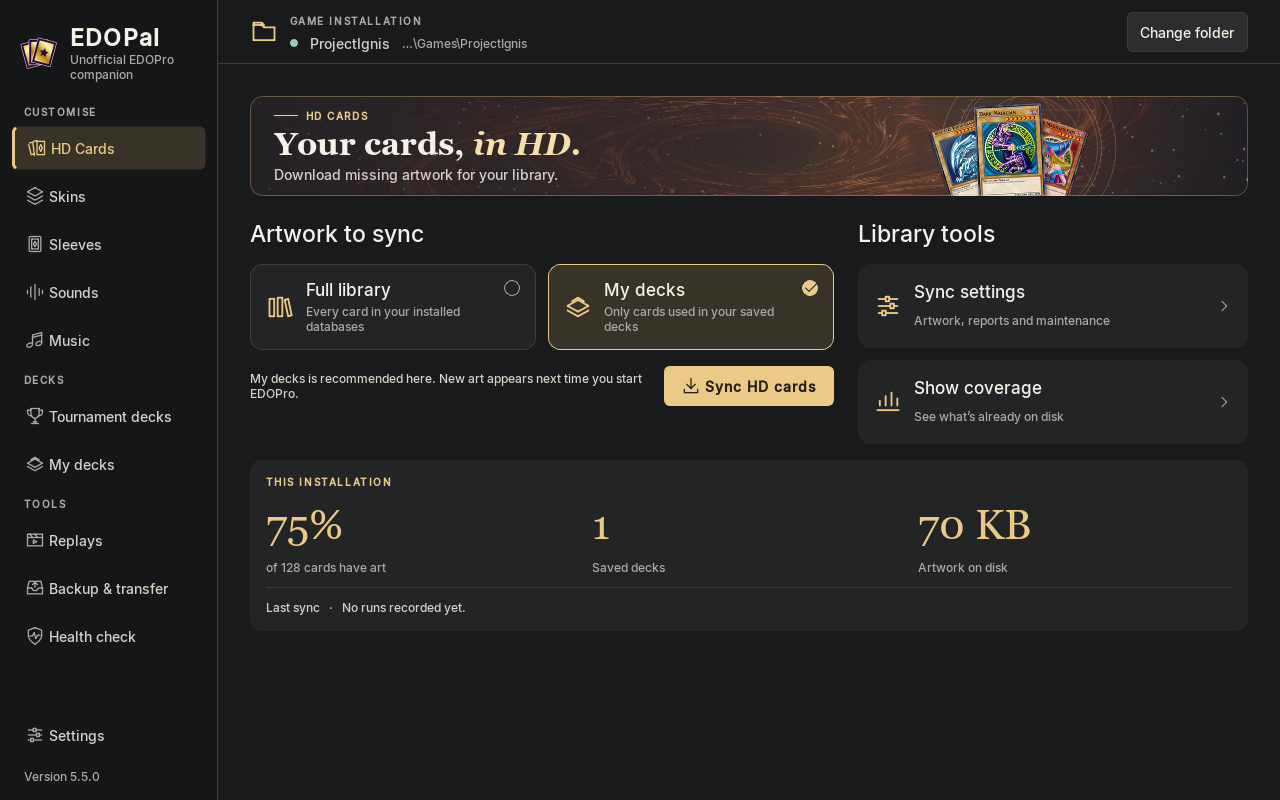 EDOPal
Unofficial EDOPro
companion
CUSTOMISE
HD Cards
Skins
Sleeves
Sounds
Music
DECKS
Tournament decks
My decks
TOOLS
Replays
Backup & transfer
Health check
Settings
Version 5.5.0
GAME INSTALLATION
ProjectIgnis ...\Games\ProjectIgnis
Change folder
HD CARDS
Your cards, in HD.
Download missing artwork for your library.
DARK MAGICIAN
Artwork to sync
Full library
Every card in your installed
databases
My decks
Only cards used in your saved
decks
My decks is recommended here. New art appears next time you start
EDOPro.
Sync HD cards
Library tools
Sync settings
Artwork, reports and maintenance
Show coverage
See what's already on disk
THIS INSTALLATION
75%
of 128 cards have art
1
Saved decks
70 KB
Artwork on disk
Last sync · No runs recorded yet.